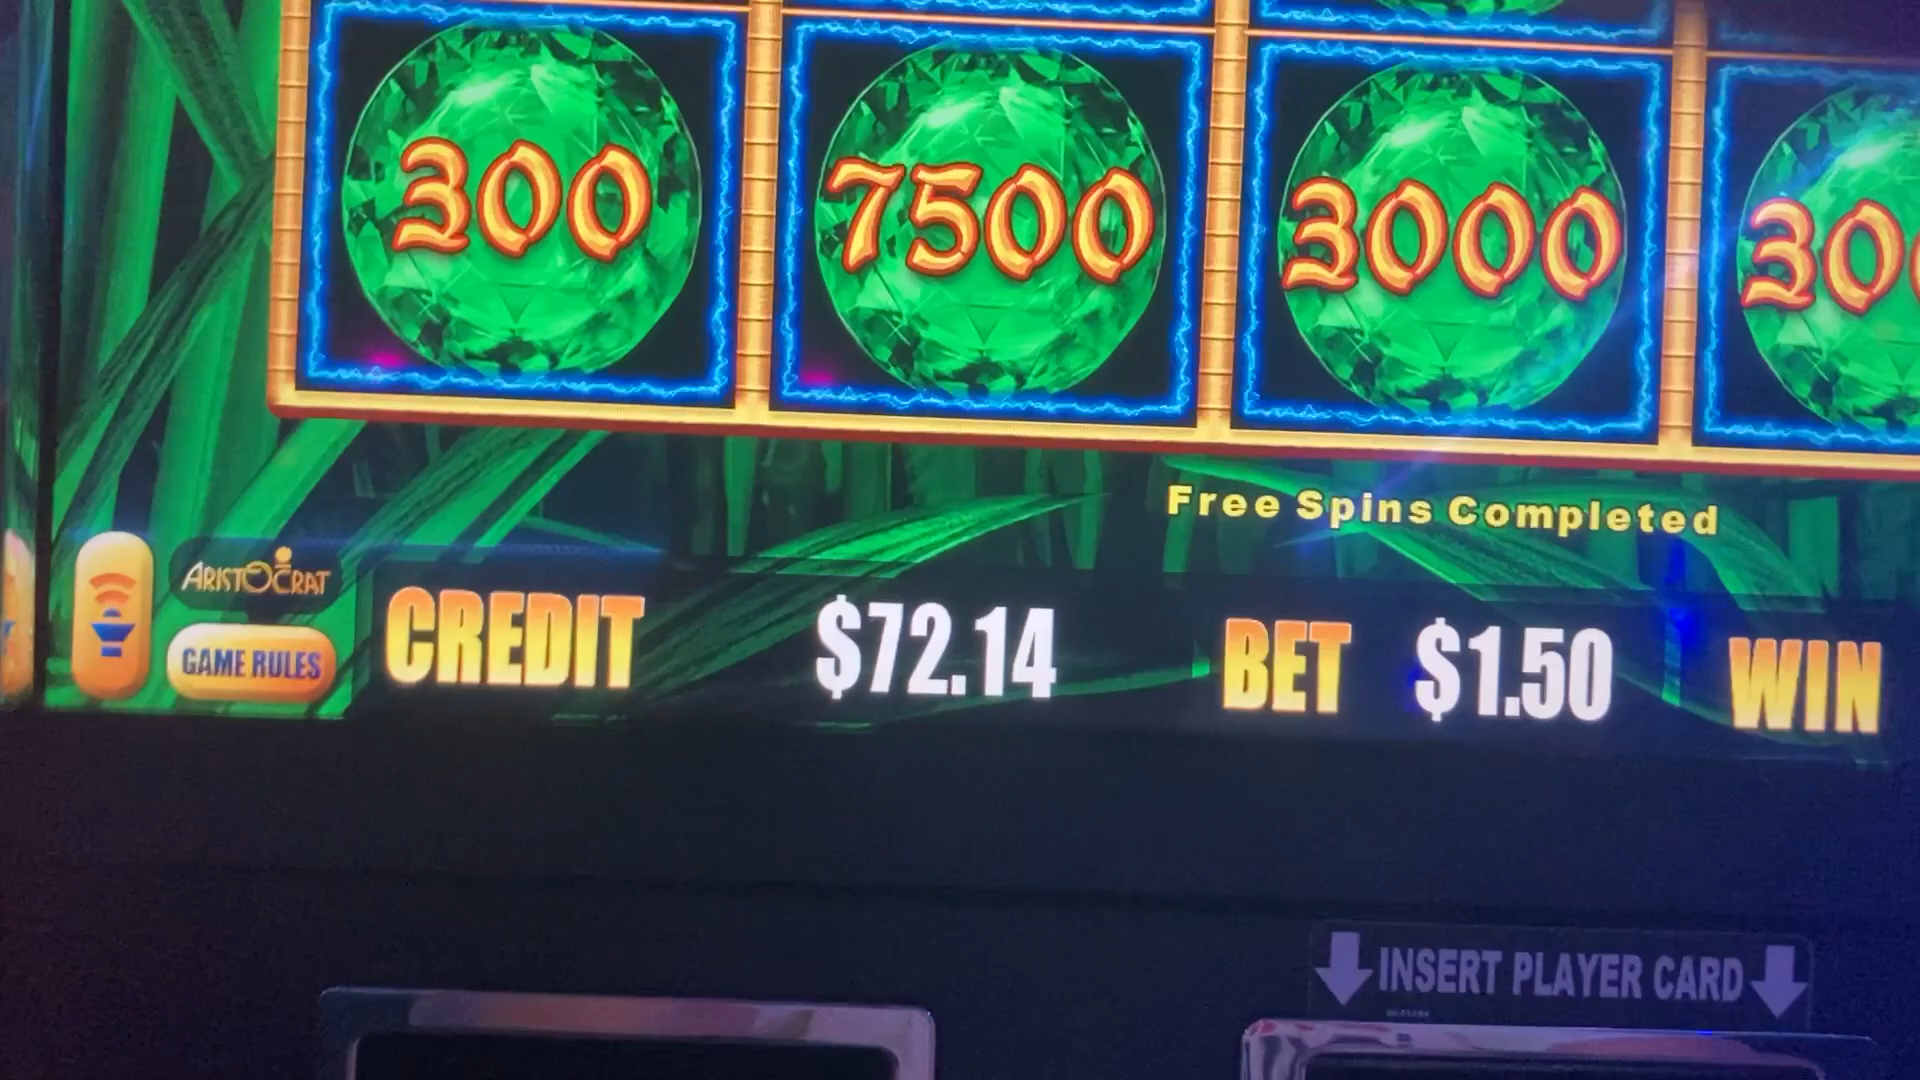 300 7500 3000
Free Spins Completed
ARISTOCRAT
GAME RULES
CREDIT $72.14 BET $1.50 WIN
INSERT PLAYER CARD